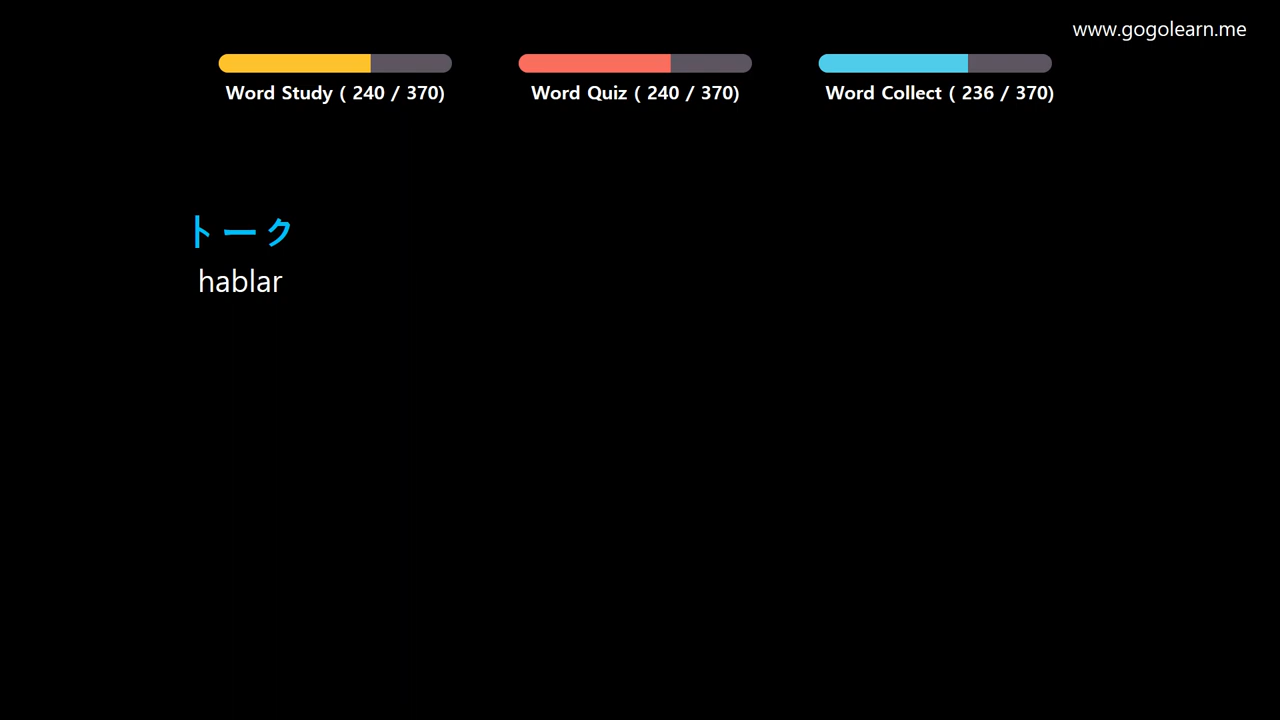 www.gogolearn.me
Word Study ( 240 / 370)
Word Quiz ( 240 / 370)
Word Collect ( 236 / 370)
トーク
hablar